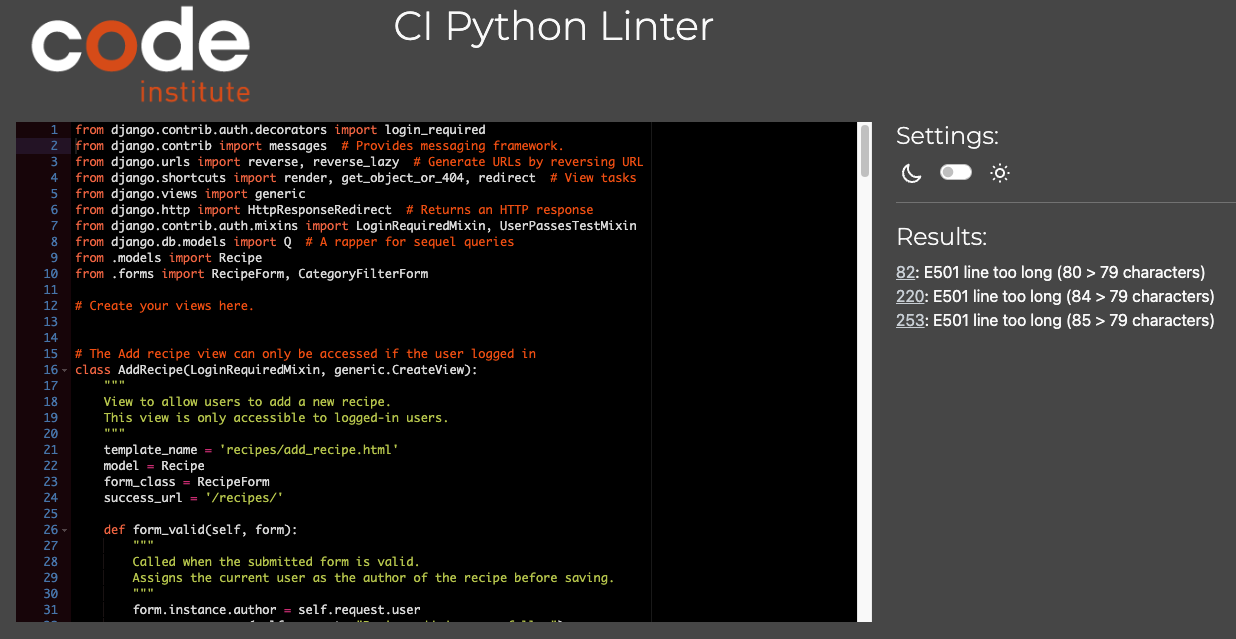 code
institute
CI Python Linter
1 from django.contrib.auth.decorators import login_required
2 from django.contrib import messages  # Provides messaging framework.
3 from django.urls import reverse, reverse_lazy  # Generate URLs by reversing URL
4 from django.shortcuts import render, get_object_or_404, redirect  # View tasks
5 from django.views import generic
6 from django.http import HttpResponseRedirect  # Returns an HTTP response
7 from django.contrib.auth.mixins import LoginRequiredMixin, UserPassesTestMixin
8 from django.db.models import Q  # A rapper for sequel queries
9 from .models import Recipe
10 from .forms import RecipeForm, CategoryFilterForm
11
12 # Create your views here.
13
14
15 # The Add recipe view can only be accessed if the user logged in
16 class AddRecipe(LoginRequiredMixin, generic.CreateView):
17     """
18     View to allow users to add a new recipe.
19     This view is only accessible to logged-in users.
20     """
21     template_name = 'recipes/add_recipe.html'
22     model = Recipe
23     form_class = RecipeForm
24     success_url = '/recipes/'
25
26     def form_valid(self, form):
27         """
28         Called when the submitted form is valid.
29         Assigns the current user as the author of the recipe before saving.
30         """
31         form.instance.author = self.request.user
Settings:
Results:
82: E501 line too long (80 > 79 characters)
220: E501 line too long (84 > 79 characters)
253: E501 line too long (85 > 79 characters)